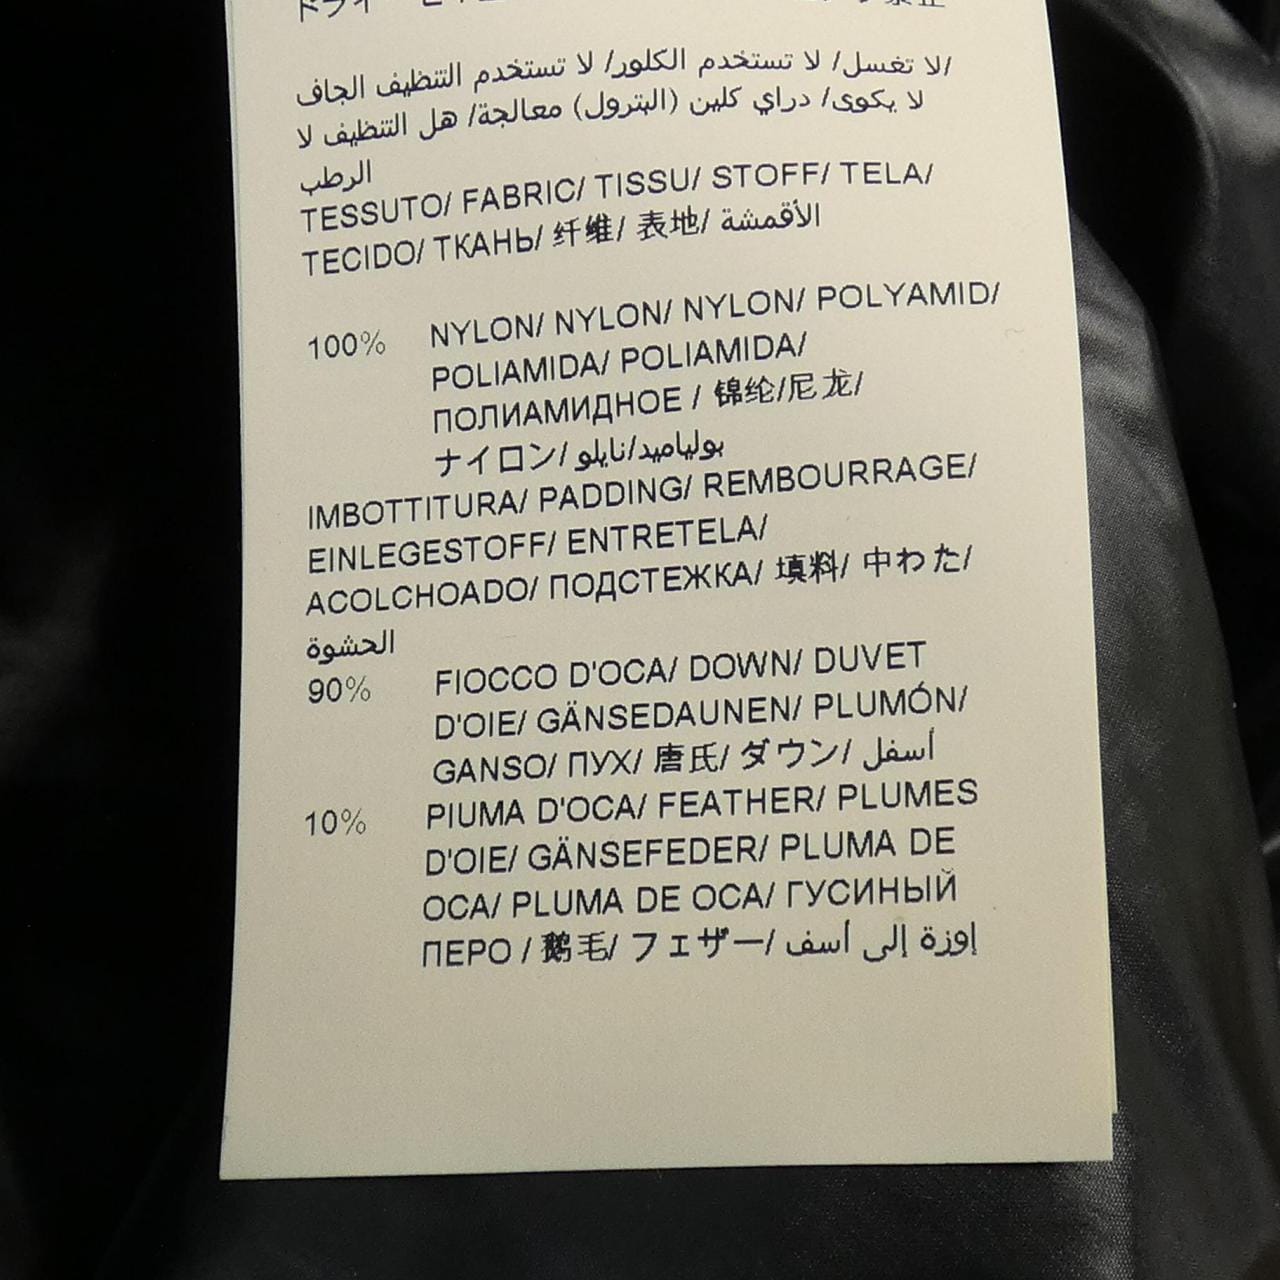 لا تغسل/ لا تستخدم الكلور/ لا تستخدم التنظيف الجاف/
لا يكوى/ دراي كلين (البترول) معالجة/ هل التنظيف لا
الرطب
TESSUTO/ FABRIC/ TISSU/ STOFF/ TELA/
TECIDO/ ТКАНЬ/ 纤维/ 表地/ الأقمشة
100% NYLON/ NYLON/ NYLON/ POLYAMID/
POLIAMIDA/ POLIAMIDA/
ПОЛИАМИДНОЕ / 锦纶/尼龙/
ナイロン/ بولياميد/نايلو
IMBOTTITURA/ PADDING/ REMBOURRAGE/
EINLEGESTOFF/ ENTRETELA/
ACOLCHOADO/ ПОДСТЕЖКА/ 填料/ 中わた/
الحشوة
90% FIOCCO D'OCA/ DOWN/ DUVET
D'OIE/ GÄNSEDAUNEN/ PLUMÓN/
GANSO/ ПУХ/ 唐氏/ ダウン/ أسفل
10% PIUMA D'OCA/ FEATHER/ PLUMES
D'OIE/ GÄNSEFEDER/ PLUMA DE
OCA/ PLUMA DE OCA/ ГУСИНЫЙ
ПЕРО / 鹅毛/ フェザー/ إوزة إلى أسف